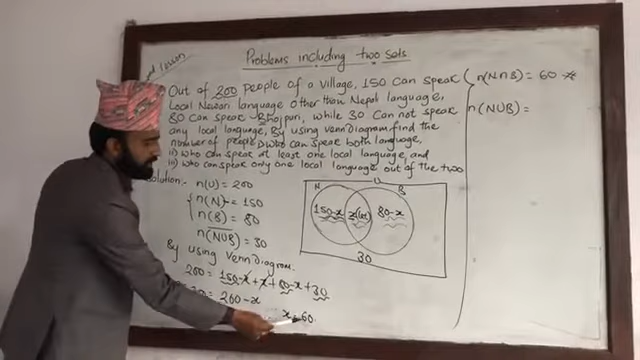 Problems including two sets.
Out of 200 people of a village, 150 Can speak
Local Newari language other than Nepali language,
80 Can speak Bhojpuri, while 30 Can not speak
any local language, By using venn diagram find the
number of people i) who can speak both language,
ii) who can speak at least one local language, and
iii) who can speak only one local language out of the two
Solution:-
n(U) = 200
n(N) = 150
n(B) = 80
n(N∪B) = 30
By using Venn diagram.
200 = 150-x+x+80-x+30
= 260-x
x=60.
U
N
B
150-x
80-x
30
n(N∩B) = 60
n(N∪B) =